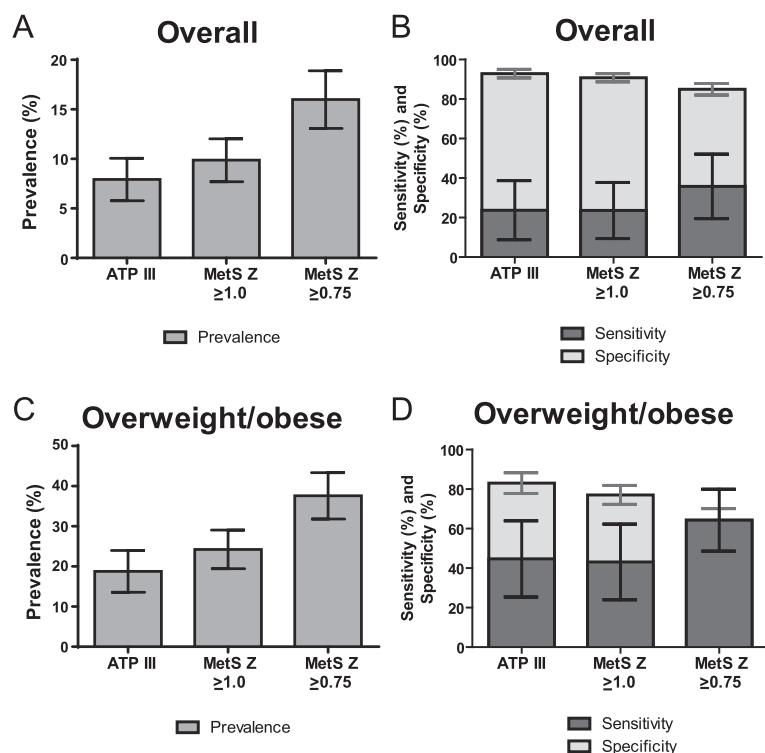 A
Overall
Prevalence (%)
20
15
10
5
0
ATP III
MetS Z
≥1.0
MetS Z
≥0.75
Prevalence
B
Overall
Sensitivity (%) and
Specificity (%)
100
80
60
40
20
0
ATP III
MetS Z
≥1.0
MetS Z
≥0.75
Sensitivity
Specificity
C
Overweight/obese
Prevalence (%)
50
40
30
20
10
0
ATP III
MetS Z
≥1.0
MetS Z
≥0.75
Prevalence
D
Overweight/obese
Sensitivity (%) and
Specificity (%)
100
80
60
40
20
0
ATP III
MetS Z
≥1.0
MetS Z
≥0.75
Sensitivity
Specificity